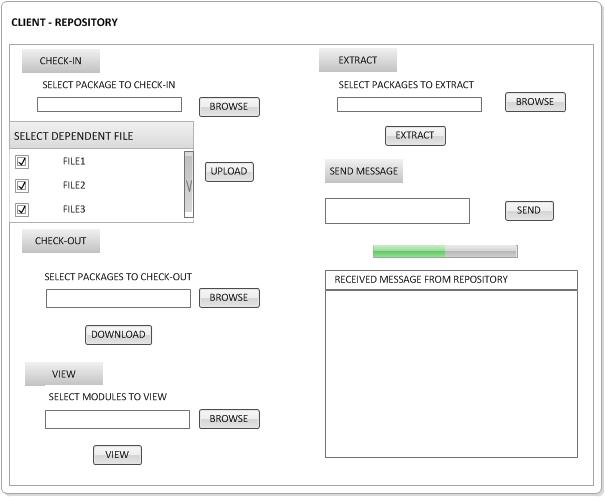 CLIENT - REPOSITORY
CHECK-IN
SELECT PACKAGE TO CHECK-IN
BROWSE
SELECT DEPENDENT FILE
FILE1
FILE2
FILE3
UPLOAD
CHECK-OUT
SELECT PACKAGES TO CHECK-OUT
BROWSE
DOWNLOAD
VIEW
SELECT MODULES TO VIEW
BROWSE
VIEW
EXTRACT
SELECT PACKAGES TO EXTRACT
BROWSE
EXTRACT
SEND MESSAGE
SEND
RECEIVED MESSAGE FROM REPOSITORY